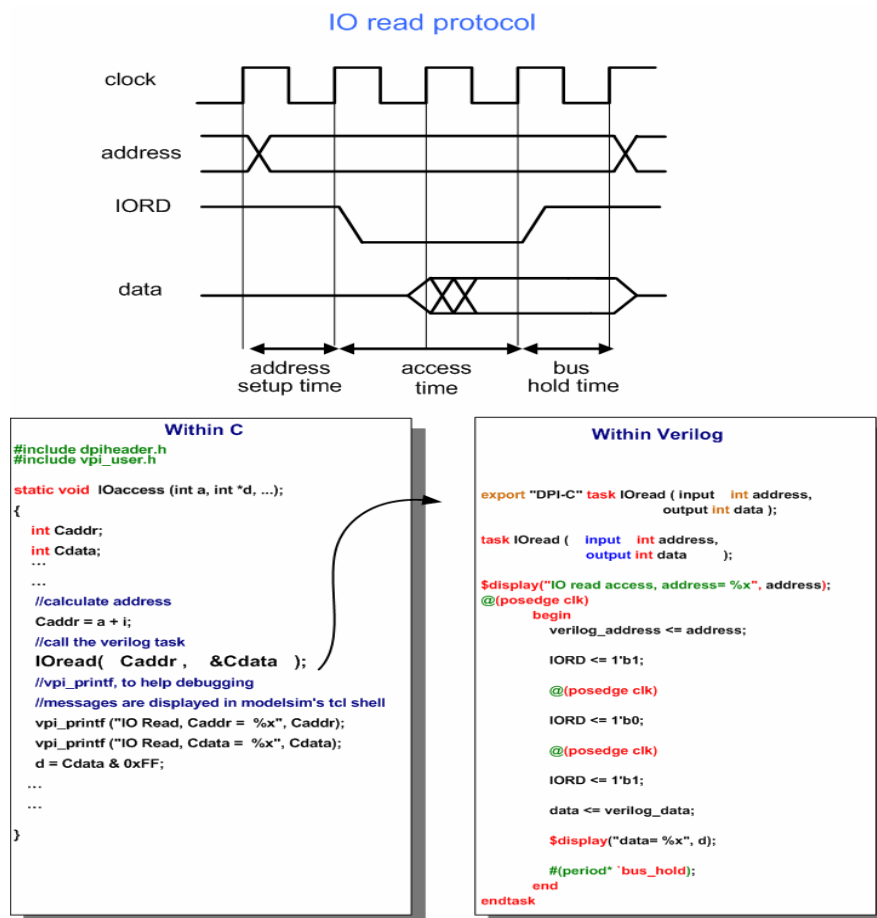 IO read protocol
clock
address
IORD
data
address
setup time
access
time
bus
hold time
Within C
#include dpiheader.h
#include vpi_user.h
static void IOaccess (int a, int *d, ...);
{
int Caddr;
int Cdata;
...
...
//calculate address
Caddr = a + i;
//call the verilog task
IOread( Caddr , &Cdata );
//vpi_printf, to help debugging
//messages are displayed in modelsim's tcl shell
vpi_printf ("IO Read, Caddr = %x", Caddr);
vpi_printf ("IO Read, Cdata = %x", Cdata);
d = Cdata & 0xFF;
...
...
}
Within Verilog
export "DPI-C" task IOread ( input int address,
output int data );
task IOread ( input int address,
output int data );
$display("IO read access, address= %x", address);
@(posedge clk)
begin
verilog_address <= address;
IORD <= 1'b1;
@(posedge clk)
IORD <= 1'b0;
@(posedge clk)
IORD <= 1'b1;
data <= verilog_data;
$display("data= %x", d);
#(period* `bus_hold);
end
endtask